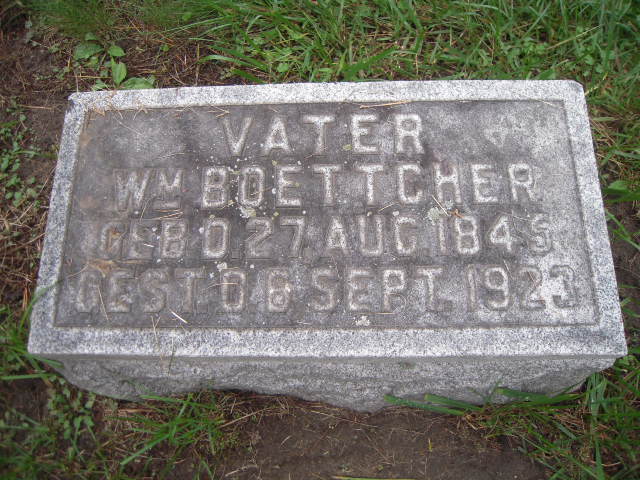 VATER
WM BOETTCHER
GEB D. 27. AUG. 1845
GEST. D. 6 SEPT. 1923